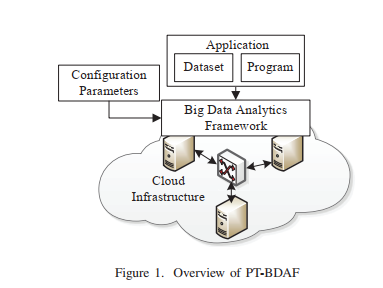 Application
Dataset
Program
Configuration
Parameters
Big Data Analytics
Framework
Cloud
Infrastructure
Figure 1. Overview of PT-BDAF